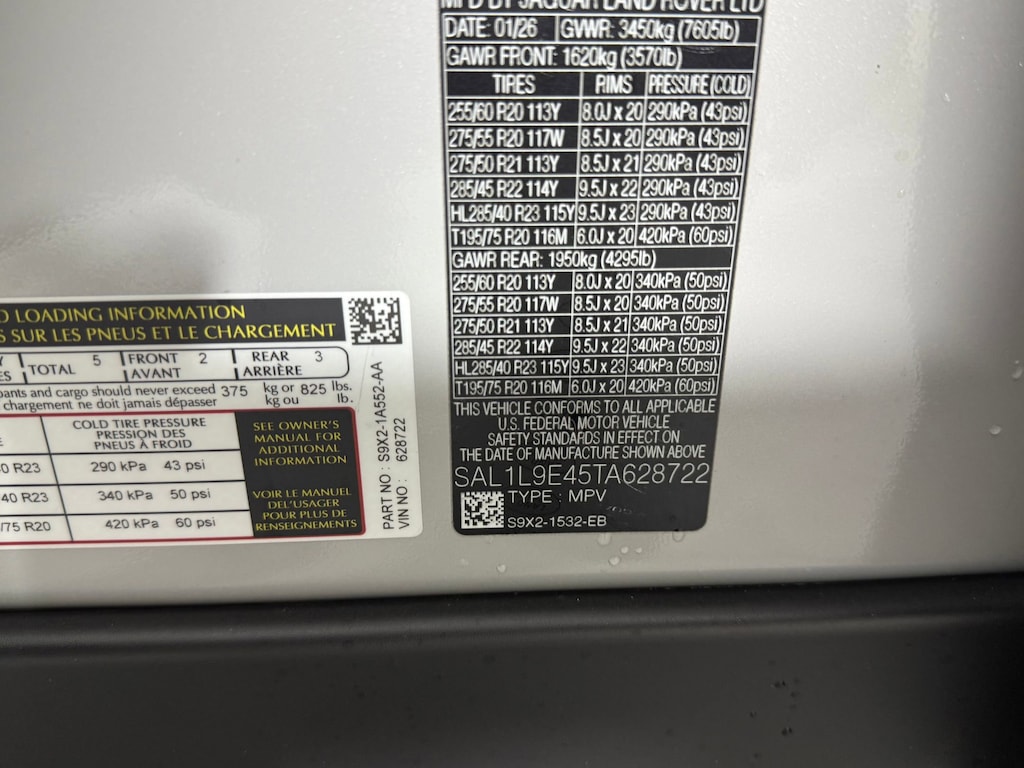 MFD BY JAGUAR LAND ROVER LTD
DATE: 01/26 GVWR: 3450kg (7605lb)
GAWR FRONT: 1620kg (3570lb)
TIRES RIMS PRESSURE (COLD)
255/60 R20 113Y 8.0J x 20 290kPa (43psi)
275/55 R20 117W 8.5J x 20 290kPa (43psi)
275/50 R21 113Y 8.5J x 21 290kPa (43psi)
285/45 R22 114Y 9.5J x 22 290kPa (43psi)
HL285/40 R23 115Y 9.5J x 23 290kPa (43psi)
T195/75 R20 116M 6.0J x 20 420kPa (60psi)
GAWR REAR: 1950kg (4295lb)
255/60 R20 113Y 8.0J x 20 340kPa (50psi)
275/55 R20 117W 8.5J x 20 340kPa (50psi)
275/50 R21 113Y 8.5J x 21 340kPa (50psi)
285/45 R22 114Y 9.5J x 22 340kPa (50psi)
HL285/40 R23 115Y 9.5J x 23 340kPa (50psi)
T195/75 R20 116M 6.0J x 20 420kPa (60psi)
THIS VEHICLE CONFORMS TO ALL APPLICABLE
U.S. FEDERAL MOTOR VEHICLE
SAFETY STANDARDS IN EFFECT ON
THE DATE OF MANUFACTURE SHOWN ABOVE
SAL1L9E45TA628722
TYPE : MPV
S9X2-1532-EB
D LOADING INFORMATION
S SUR LES PNEUS ET LE CHARGEMENT
Y TOTAL 5 FRONT 2 REAR 3
ES AVANT ARRIÈRE
pants and cargo should never exceed 375 kg or 825 lbs.
chargement ne doit jamais dépasser kg ou lb.
E COLD TIRE PRESSURE
PRESSION DES
PNEUS À FROID
0 R23 290 kPa 43 psi
40 R23 340 kPa 50 psi
/75 R20 420 kPa 60 psi
SEE OWNER'S
MANUAL FOR
ADDITIONAL
INFORMATION
VOIR LE MANUEL
DEL'USAGER
POUR PLUS DE
RENSEIGNEMENTS
PART NO : S9X2-1A552-AA
VIN NO : 628722